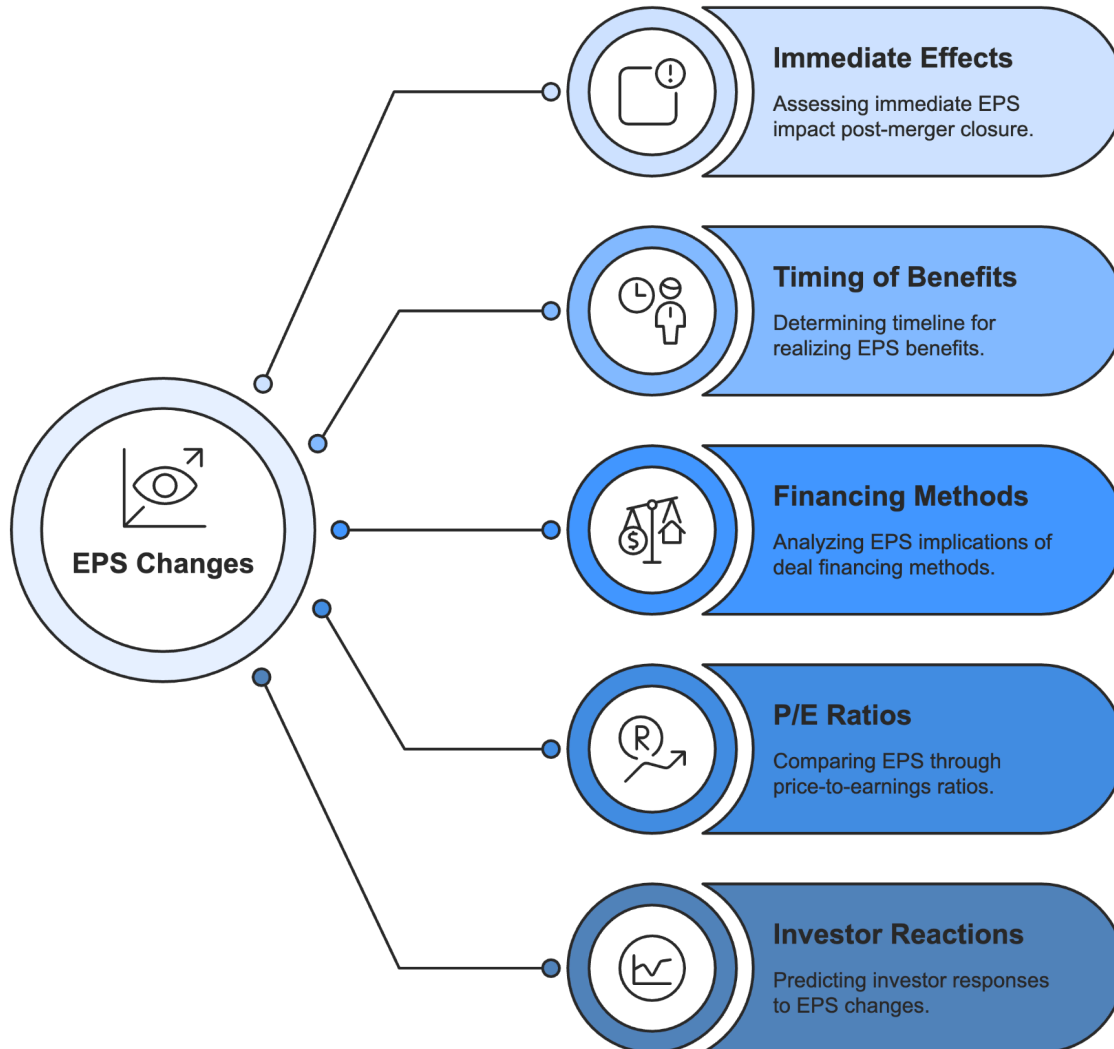 Immediate Effects
Assessing immediate EPS
impact post-merger closure.
Timing of Benefits
Determining timeline for
realizing EPS benefits.
EPS Changes
$
Financing Methods
Analyzing EPS implications of
deal financing methods.
R
P/E Ratios
Comparing EPS through
price-to-earnings ratios.
Investor Reactions
Predicting investor responses
to EPS changes.